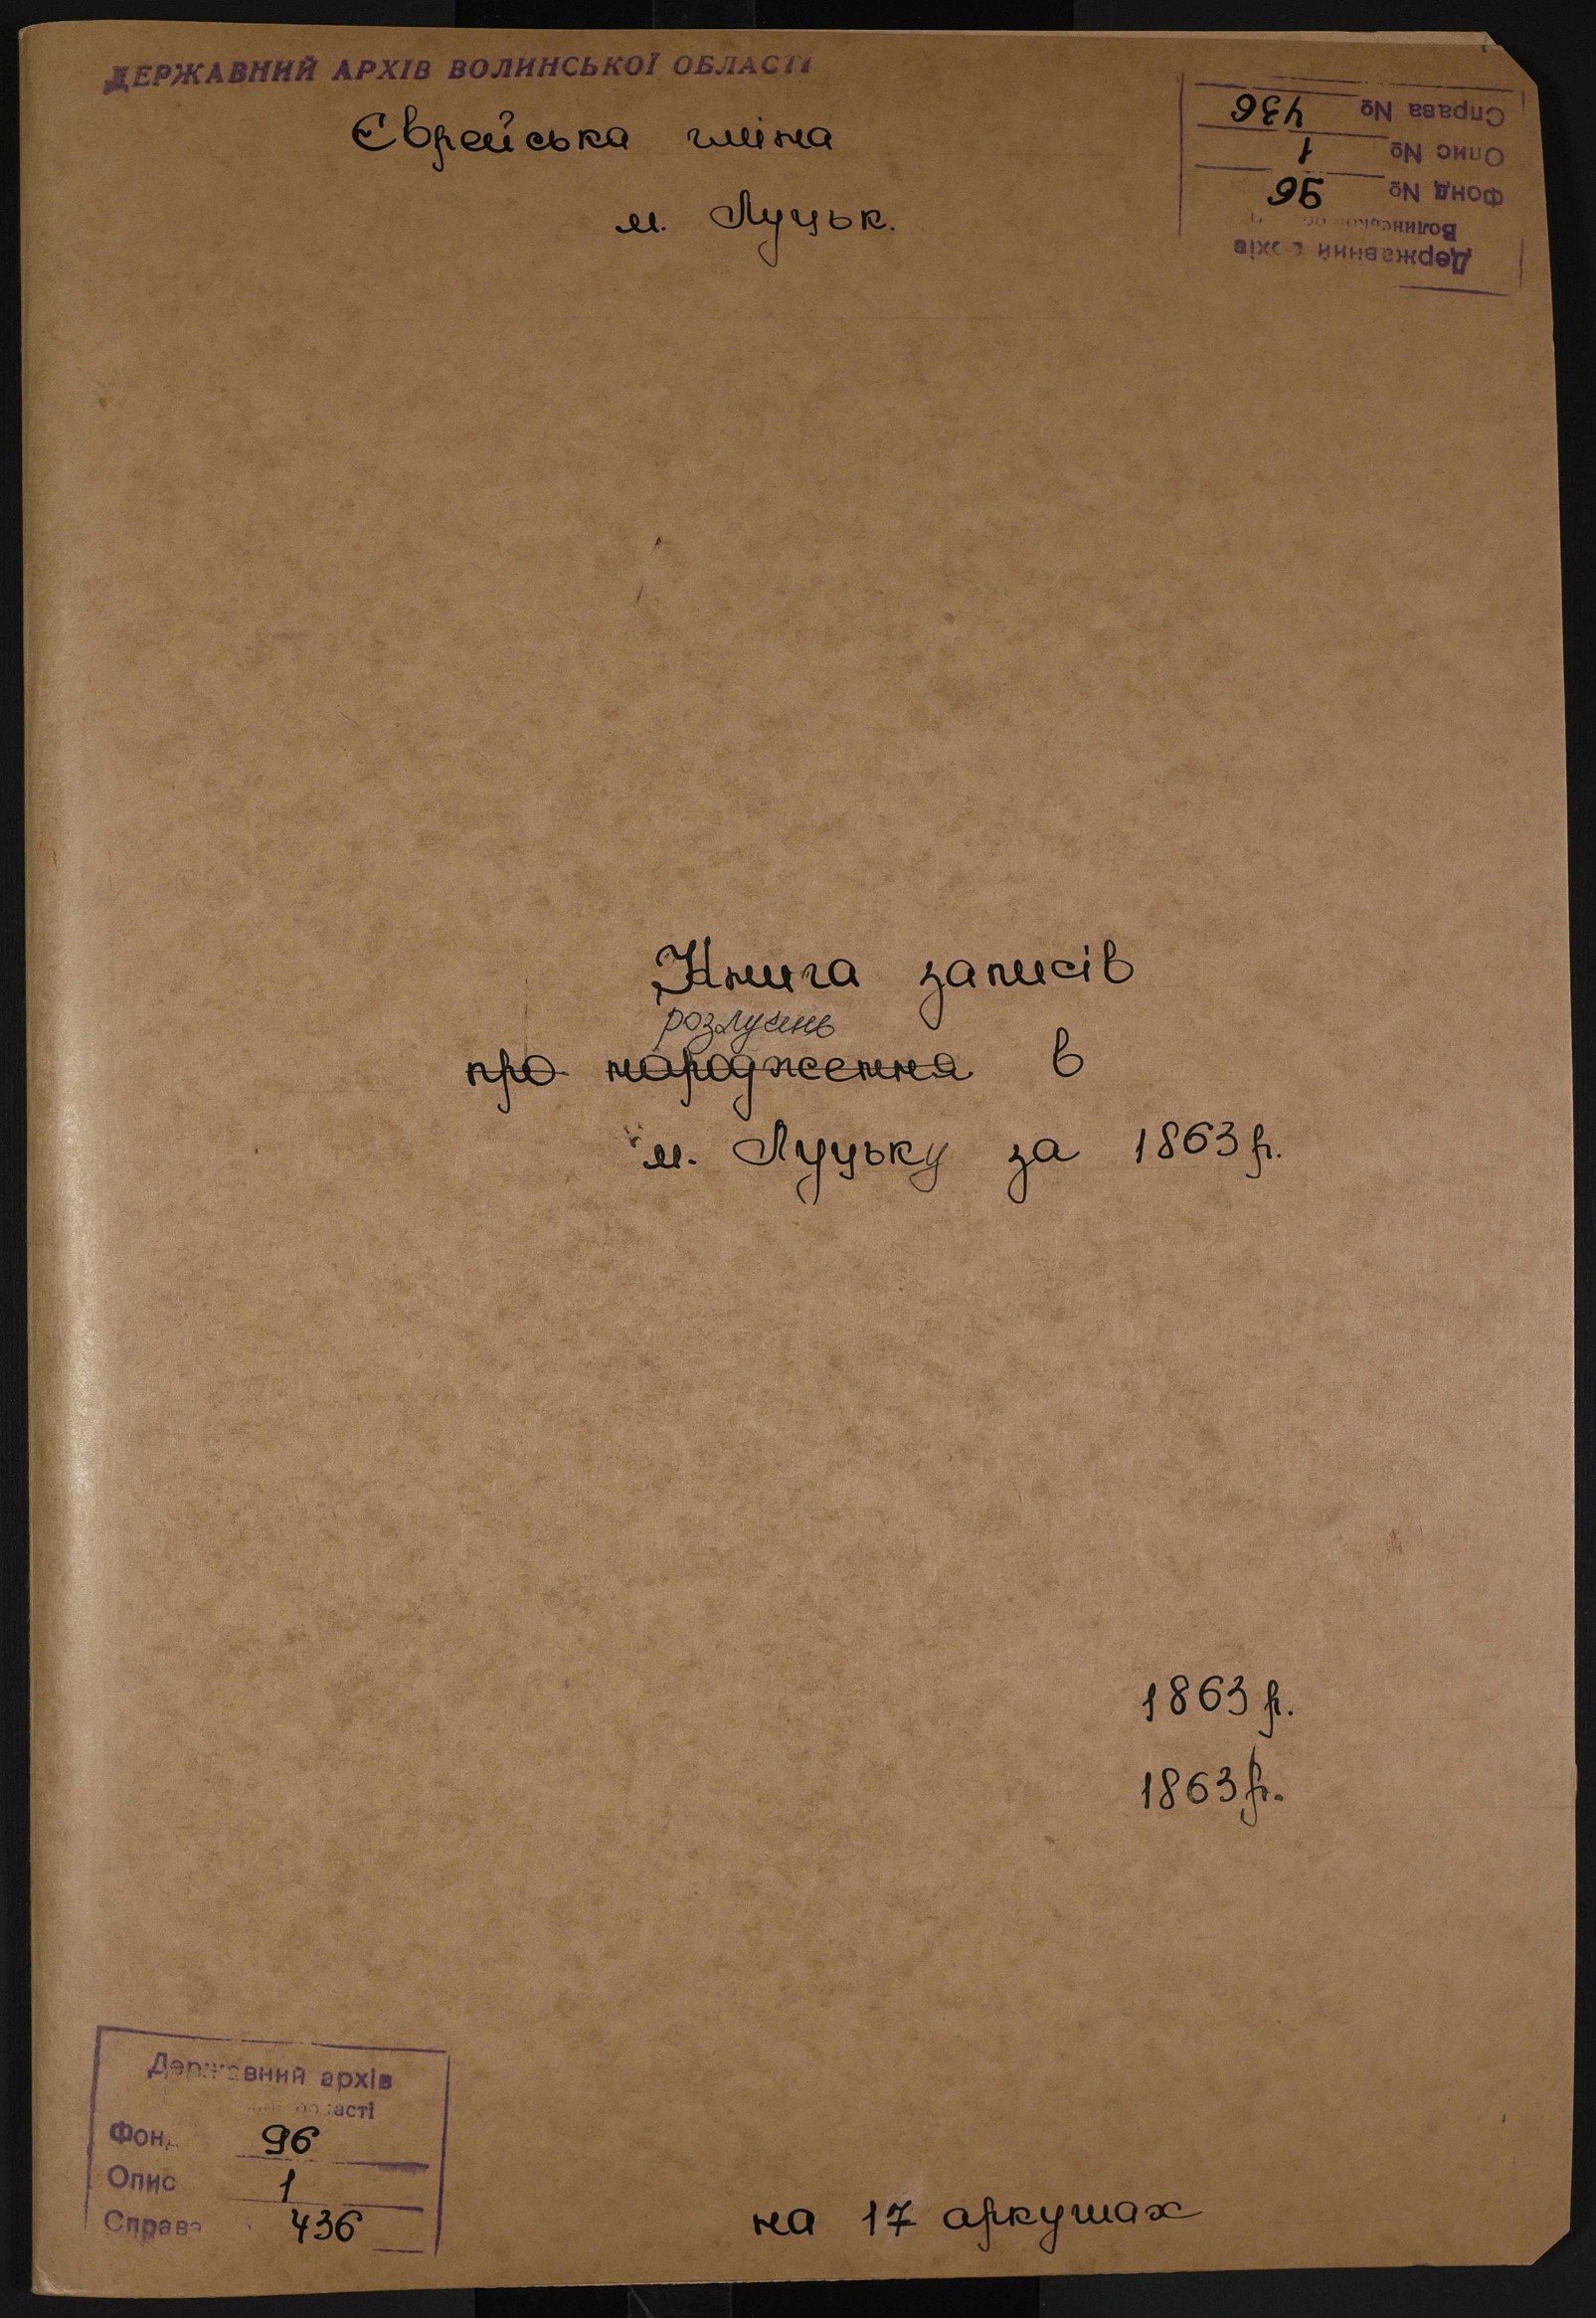 ДЕРЖАВНИЙ АРХІВ ВОЛИНСЬКОЇ ОБЛАСТІ
Єврейська гміна
м. Луцьк.
Державний архів
Фонд № 96
Опис № 1
Справа № 436
Книга записів
розлучень
про народження в
м. Луцьку за 1863 р.
1863 р.
1863 р.
Державний архів
області
Фонд 96
Опис 1
Справа 436
на 17 аркушах